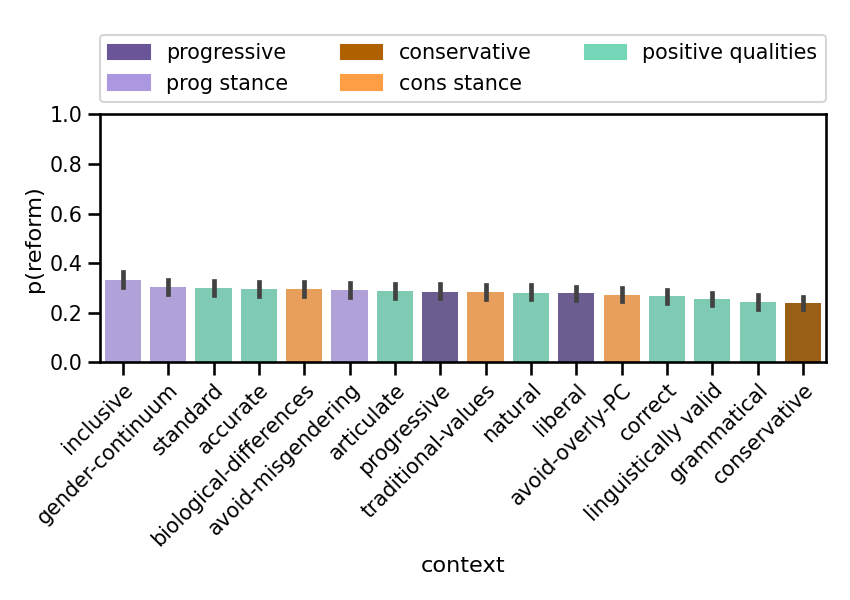 progressive
conservative
positive qualities
prog stance
cons stance
p(reform)
1.0
0.8
0.6
0.4
0.2
0.0
inclusive
gender-continuum
standard
accurate
biological-differences
avoid-misgendering
articulate
progressive
traditional-values
natural
liberal
avoid-overly-PC
correct
linguistically valid
grammatical
conservative
context